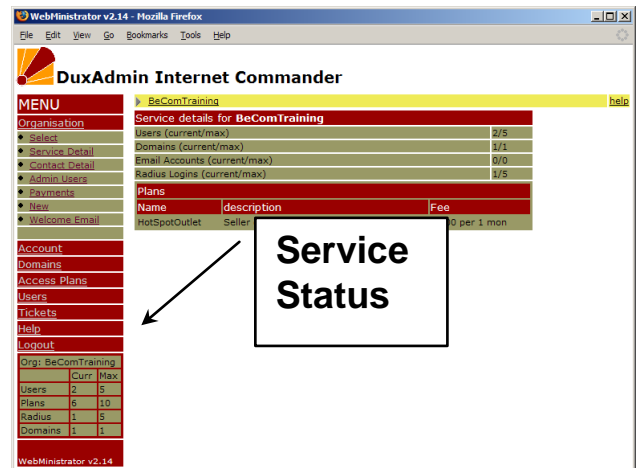 WebMinistrator v2.14 - Mozilla Firefox
File Edit View Go Bookmarks Tools Help
DuxAdmin Internet Commander
MENU
Organisation
Select
Service Detail
Contact Detail
Admin Users
Payments
New
Welcome Email
Account
Domains
Access Plans
Users
Tickets
Help
Logout
Org: BeComTraining
Curr Max
Users 2 5
Plans 6 10
Radius 1 5
Domains 1 1
WebMinistrator v2.14
BeComTraining help
Service details for BeComTraining
Users (current/max) 2/5
Domains (current/max) 1/1
Email Accounts (current/max) 0/0
Radius Logins (current/max) 1/5
Plans
Name description Fee
HotSpotOutlet Seller per 1 mon
Service
Status